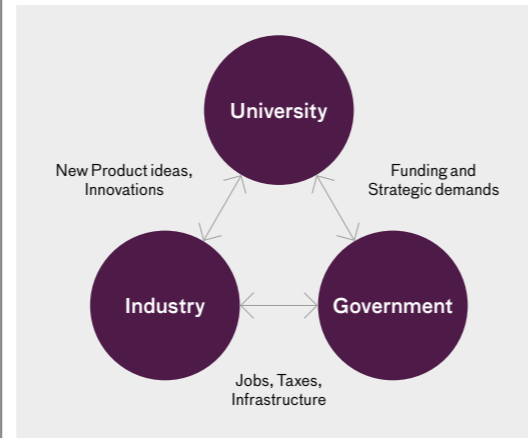 University
New Product ideas,
Innovations
Funding and
Strategic demands
Industry
Government
Jobs, Taxes,
Infrastructure